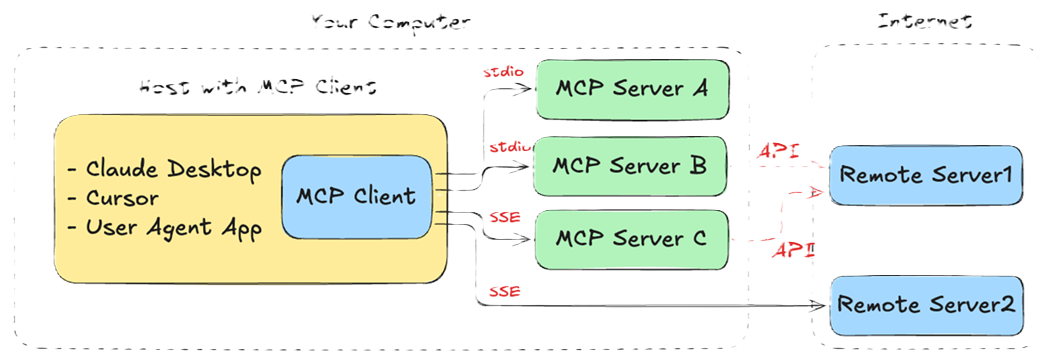 Your Computer
Internet
Host with MCP Client
stdio
MCP Server A
- Claude Desktop
- Cursor
- User Agent App
MCP Client
stdio
MCP Server B
API
Remote Server1
SSE
MCP Server C
API
SSE
Remote Server2